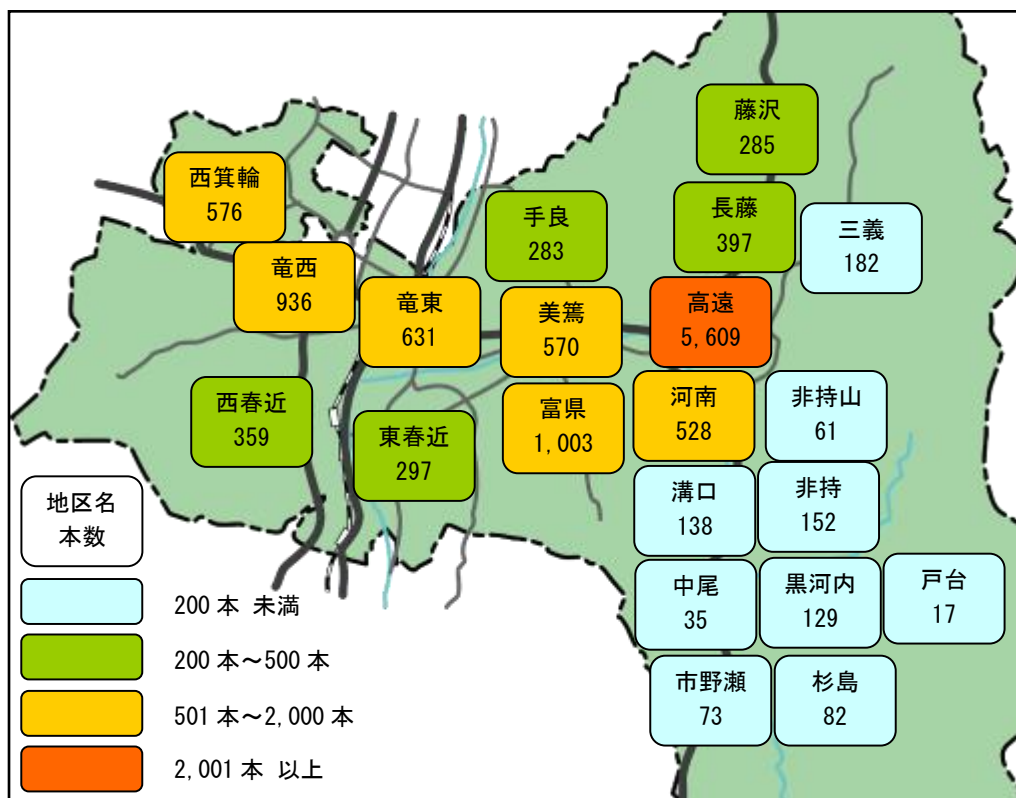 藤沢
285
西箕輪
576
手良
283
長藤
397
三義
182
竜西
936
竜東
631
美篶
570
高遠
5,609
西春近
359
東春近
297
富県
1,003
河南
528
非持山
61
溝口
138
非持
152
中尾
35
黒河内
129
戸台
17
市野瀬
73
杉島
82
地区名
本数
200本 未満
200本～500本
501本～2,000本
2,001本 以上